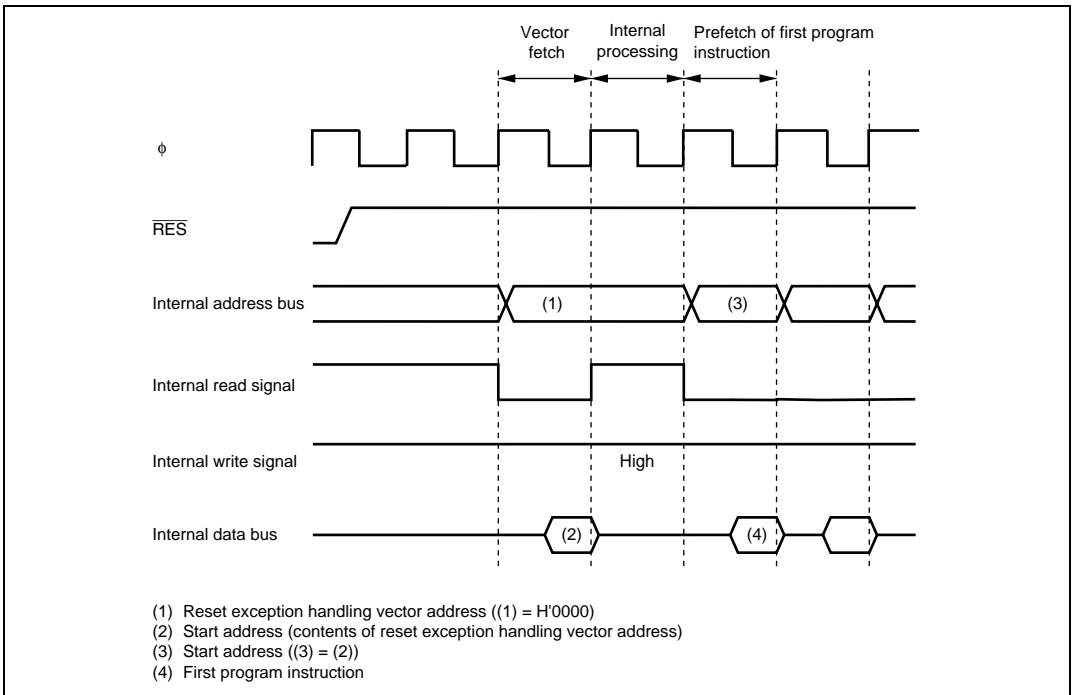 Vector
fetch
Internal
processing
Prefetch of first program
instruction
ϕ
RES
Internal address bus
(1)
(3)
Internal read signal
Internal write signal
High
Internal data bus
(2)
(4)
(1) Reset exception handling vector address ((1) = H'0000)
(2) Start address (contents of reset exception handling vector address)
(3) Start address ((3) = (2))
(4) First program instruction